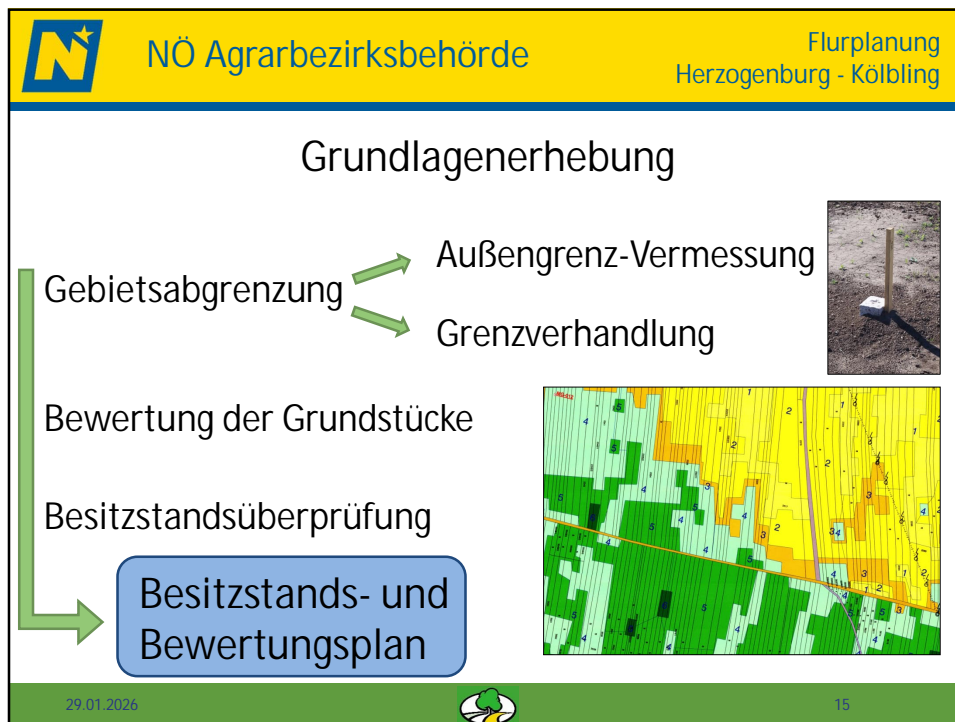 NÖ Agrarbezirksbehörde
Flurplanung
Herzogenburg - Kölbling
Grundlagenerhebung
Gebietsabgrenzung
Außengrenz-Vermessung
Grenzverhandlung
Bewertung der Grundstücke
Besitzstandsüberprüfung
Besitzstands- und
Bewertungsplan
29.01.2026
15